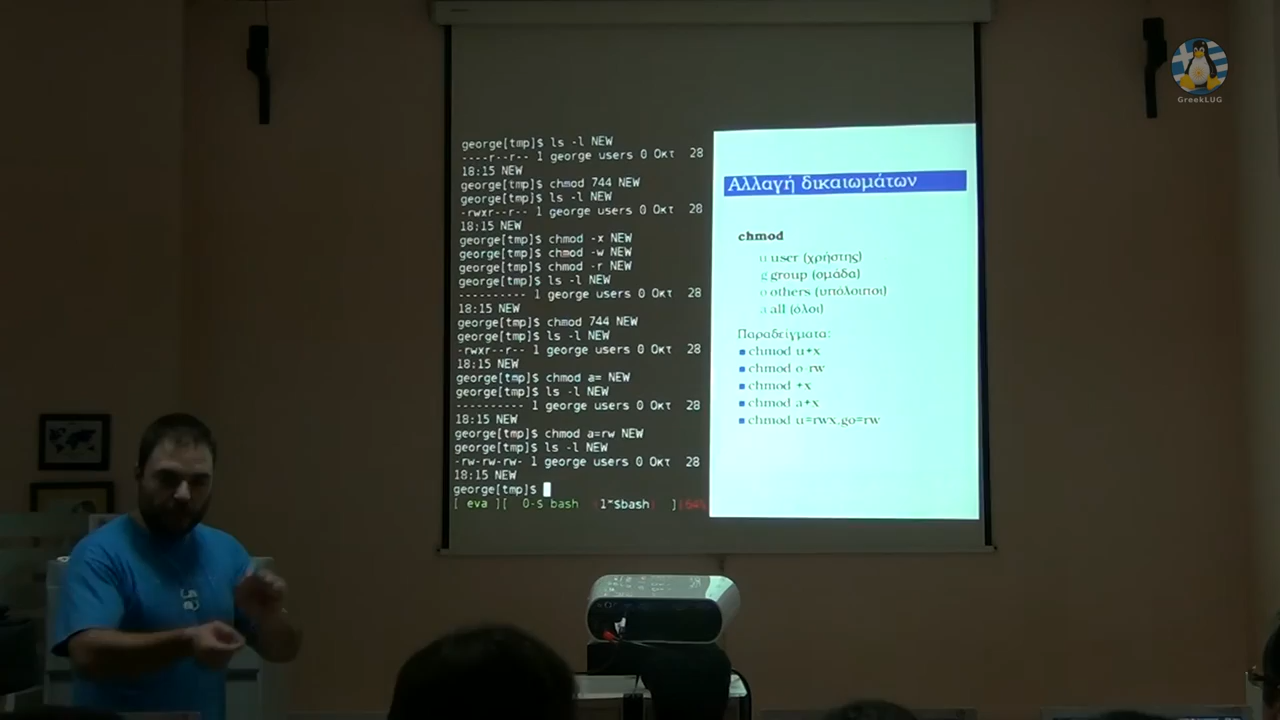 GreekLUG
george[tmp]$ ls -l NEW
----r--r-- 1 george users 0 Οκτ 28
18:15 NEW
george[tmp]$ chmod 744 NEW
george[tmp]$ ls -l NEW
-rwxr--r-- 1 george users 0 Οκτ 28
18:15 NEW
george[tmp]$ chmod -x NEW
george[tmp]$ chmod -w NEW
george[tmp]$ chmod -r NEW
george[tmp]$ ls -l NEW
---------- 1 george users 0 Οκτ 28
18:15 NEW
george[tmp]$ chmod 744 NEW
george[tmp]$ ls -l NEW
-rwxr--r-- 1 george users 0 Οκτ 28
18:15 NEW
george[tmp]$ chmod a= NEW
george[tmp]$ ls -l NEW
---------- 1 george users 0 Οκτ 28
18:15 NEW
george[tmp]$ chmod a=rw NEW
george[tmp]$ ls -l NEW
-rw-rw-rw- 1 george users 0 Οκτ 28
18:15 NEW
george[tmp]$
[ eva ][ 0-$ bash (1*$bash) ]
Αλλαγή δικαιωμάτων
chmod
u user (χρήστης)
g group (ομάδα)
o others (υπόλοιποι)
a all (όλοι)
Παραδείγματα:
chmod u+x
chmod o-rw
chmod +x
chmod a+x
chmod u=rwx,go=rw